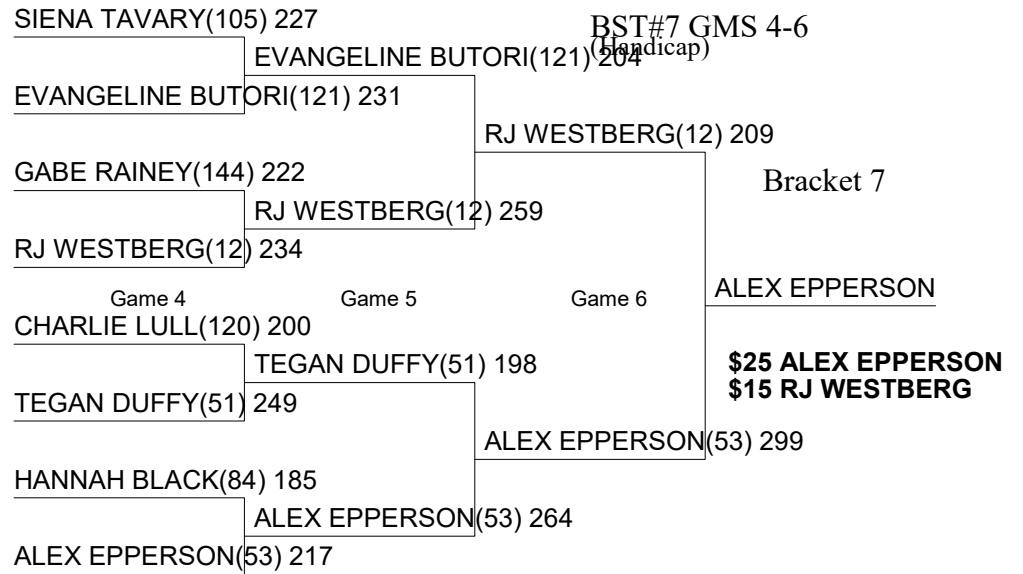 SIENA TAVARY(105) 227
BST#7 GMS 4-6
(Handicap)
EVANGELINE BUTORI(121) 204
EVANGELINE BUTORI(121) 231
RJ WESTBERG(12) 209
GABE RAINEY(144) 222
Bracket 7
RJ WESTBERG(12) 259
RJ WESTBERG(12) 234
Game 4 Game 5 Game 6
ALEX EPPERSON
CHARLIE LULL(120) 200
TEGAN DUFFY(51) 198
$25 ALEX EPPERSON
$15 RJ WESTBERG
TEGAN DUFFY(51) 249
ALEX EPPERSON(53) 299
HANNAH BLACK(84) 185
ALEX EPPERSON(53) 264
ALEX EPPERSON(53) 217